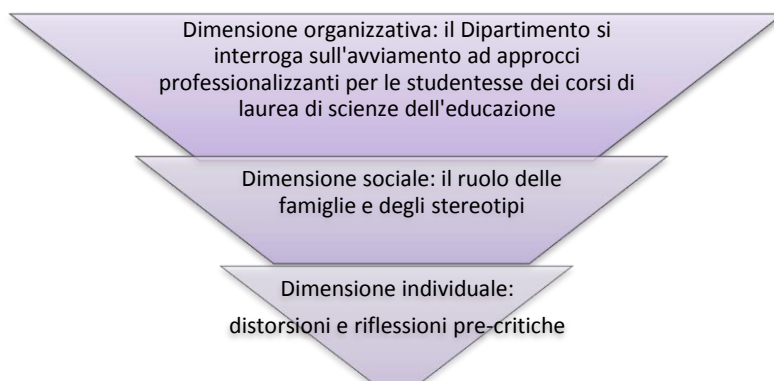 Dimensione organizzativa: il Dipartimento si
interroga sull'avviamento ad approcci
professionalizzanti per le studentesse dei corsi di
laurea di scienze dell'educazione
Dimensione sociale: il ruolo delle
famiglie e degli stereotipi
Dimensione individuale:
distorsioni e riflessioni pre-critiche